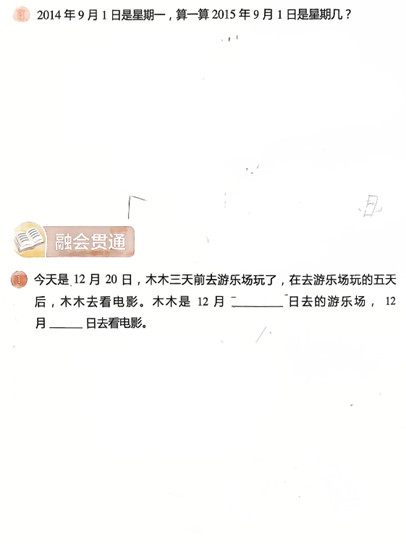 2014 年 9 月 1 日是星期一，算一算 2015 年 9 月 1 日是星期几？
融会贯通
今天是 12 月 20 日，木木三天前去游乐场玩了，在去游乐场玩的五天
后，木木去看电影。木木是 12 月 ________ 日去的游乐场，12
月 _____ 日去看电影。